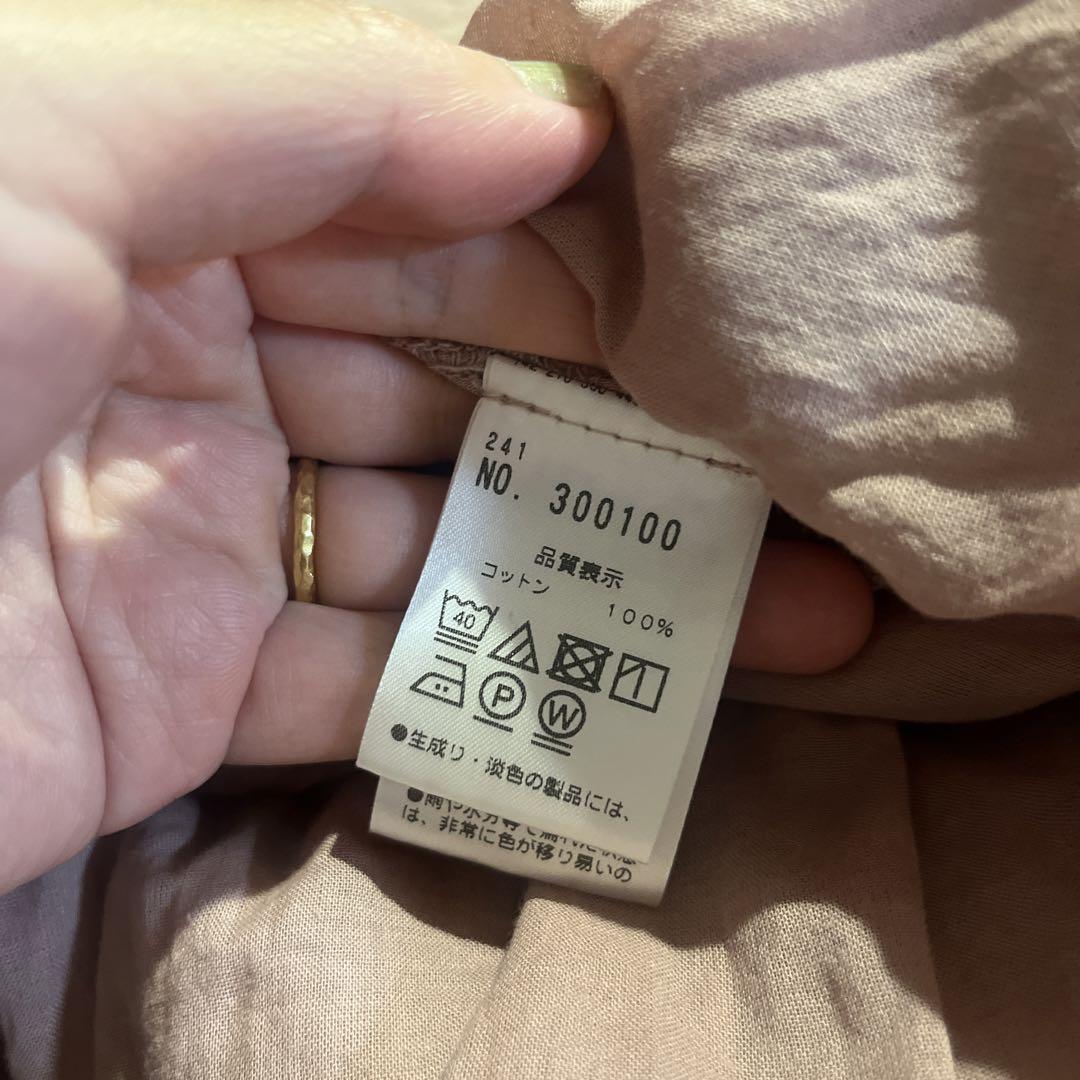 241
NO. 300100
品質表示
コットン 100%
40
P W
●生成り・淡色の製品には、
は、非常に色が移り易いの